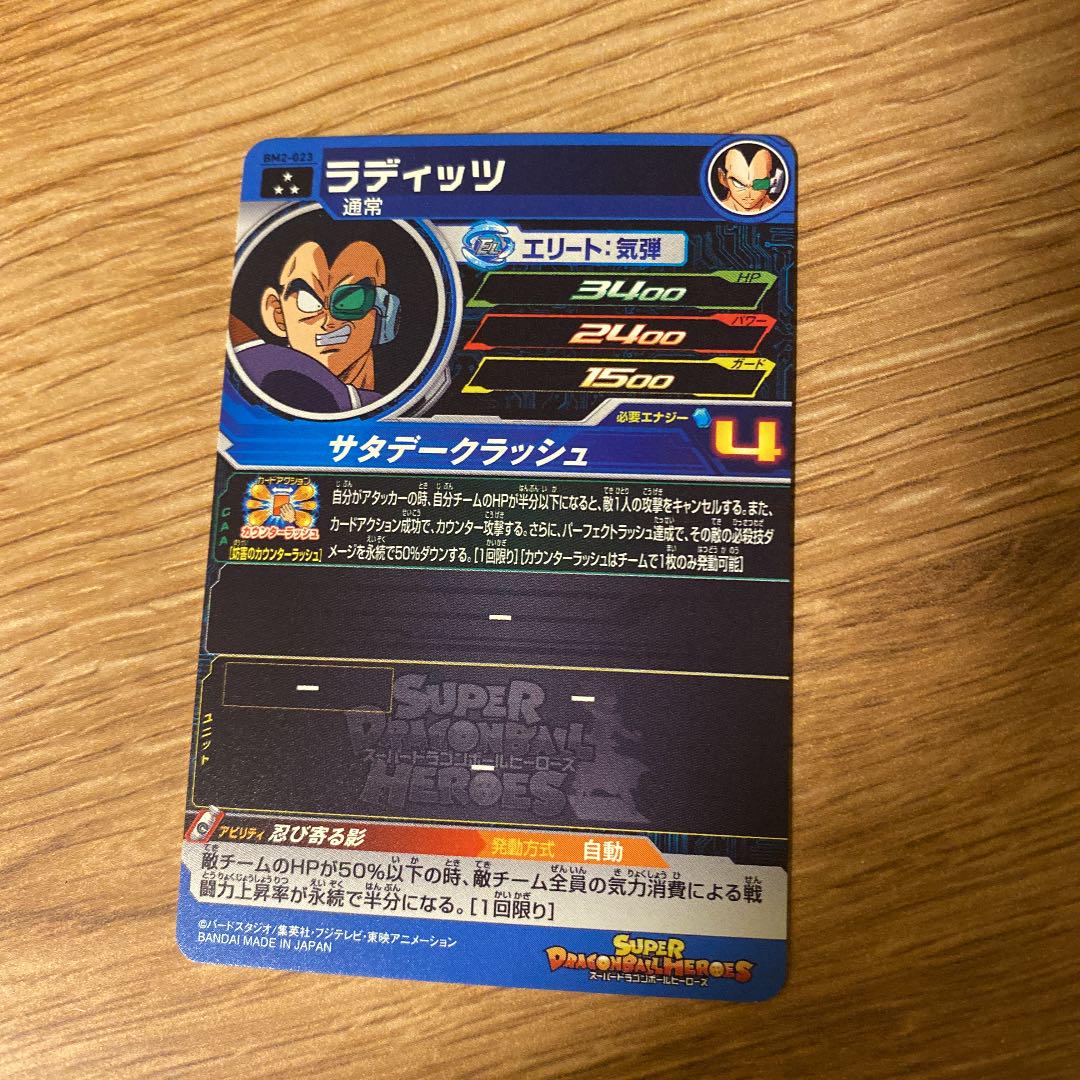 BM2-023
ラディッツ
通常
EL エリート:気弾
HP
3400
パワー
2400
ガード
1500
必要エナジー 4
サタデークラッシュ
CAA
カードアクション
カウンターラッシュ
[妨害のカウンターラッシュ]
自分がアタッカーの時、自分チームのHPが半分以下になると、敵1人の攻撃をキャンセルする。また、
カードアクション成功で、カウンター攻撃する。さらに、パーフェクトラッシュ達成で、その敵の必殺技ダ
メージを永続で50%ダウンする。[1回限り][カウンターラッシュはチームで1枚のみ発動可能]
ー
ユニット
ー
ー
ー
SUPER
DRAGONBALL
スーパードラゴンボールヒーローズ
HEROES
アビリティ 忍び寄る影 発動方式 自動
敵チームのHPが50%以下の時、敵チーム全員の気力消費による戦
闘力上昇率が永続で半分になる。[1回限り]
©バードスタジオ/集英社・フジテレビ・東映アニメーション
BANDAI MADE IN JAPAN
SUPER
DRAGONBALL HEROES
スーパードラゴンボールヒーローズ